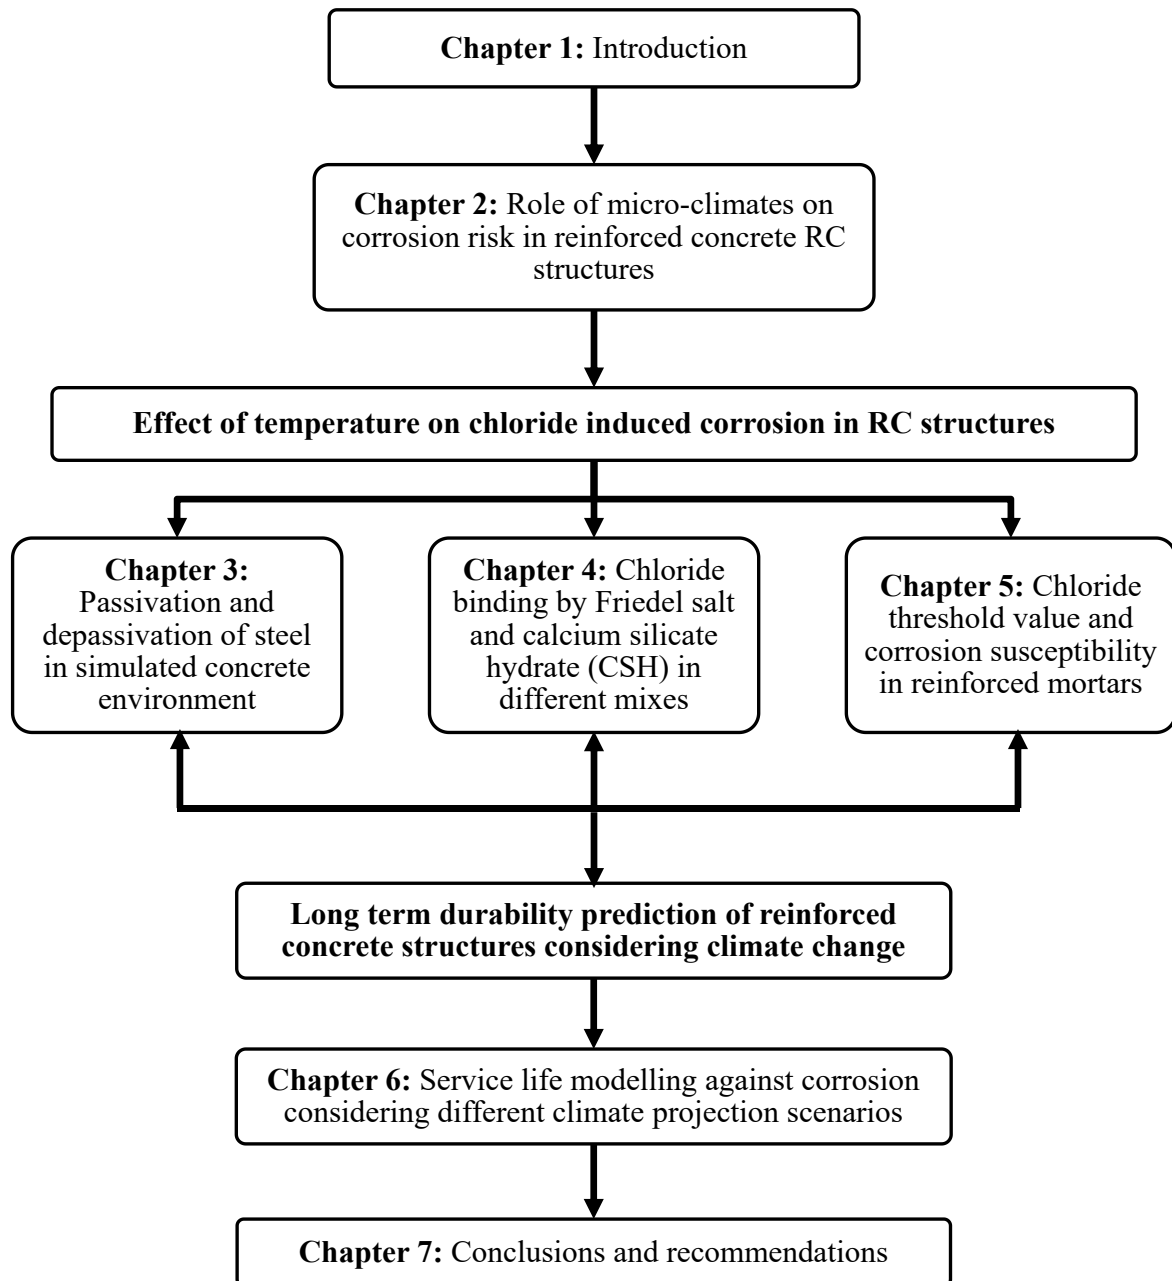 Chapter 1: Introduction
Chapter 2: Role of micro-climates on
corrosion risk in reinforced concrete RC
structures
Effect of temperature on chloride induced corrosion in RC structures
Chapter 3:
Passivation and
depassivation of steel
in simulated concrete
environment
Chapter 4: Chloride
binding by Friedel salt
and calcium silicate
hydrate (CSH) in
different mixes
Chapter 5: Chloride
threshold value and
corrosion susceptibility
in reinforced mortars
Long term durability prediction of reinforced
concrete structures considering climate change
Chapter 6: Service life modelling against corrosion
considering different climate projection scenarios
Chapter 7: Conclusions and recommendations